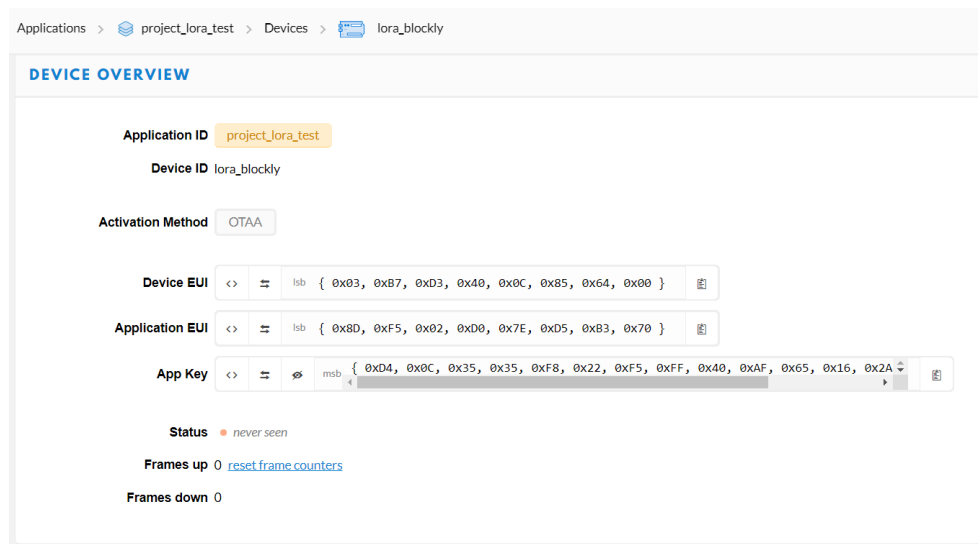 Applications > project_lora_test > Devices > lora_blockly
DEVICE OVERVIEW
Application ID project_lora_test
Device ID lora_blockly
Activation Method OTAA
Device EUI <> lsb { 0x03, 0xB7, 0xD3, 0x40, 0x0C, 0x85, 0x64, 0x00 }
Application EUI <> lsb { 0x8D, 0xF5, 0x02, 0xD0, 0x7E, 0xD5, 0xB3, 0x70 }
App Key <> msb { 0xD4, 0x0C, 0x35, 0x35, 0xF8, 0x22, 0xF5, 0xFF, 0x40, 0xAF, 0x65, 0x16, 0x2A
Status never seen
Frames up 0 reset frame counters
Frames down 0